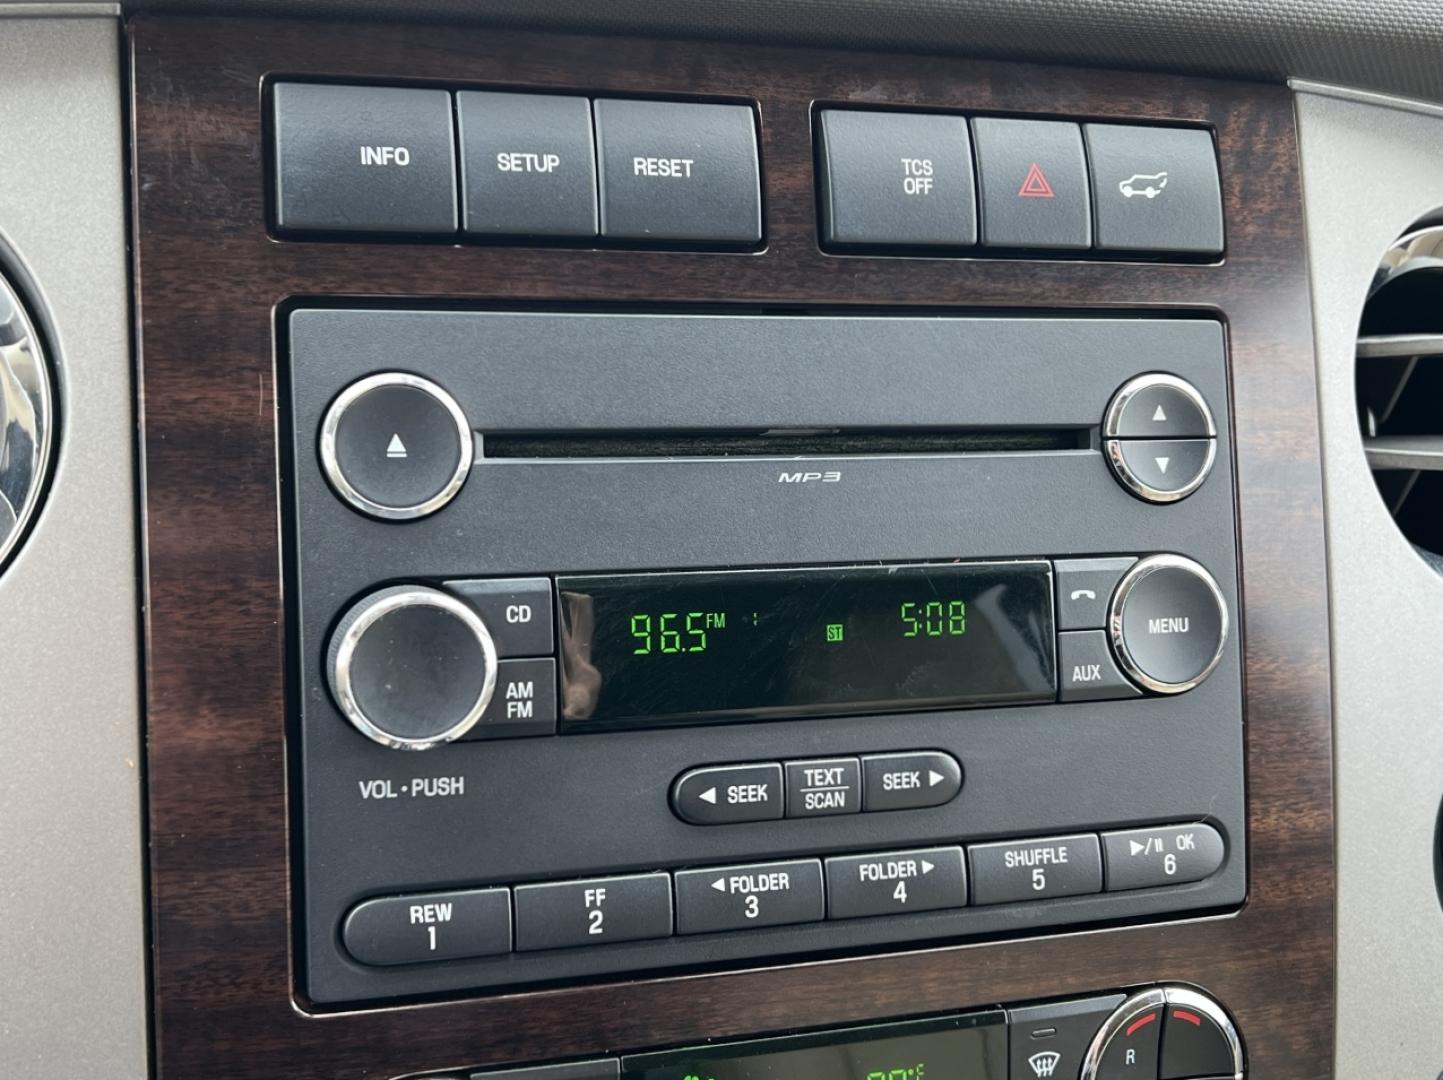 INFO SETUP RESET
TCS
OFF
MP3
CD
96.5 FM 1 ST 5:08
MENU
AM
FM
AUX
VOL • PUSH
◄ SEEK
TEXT
SCAN
SEEK ►
REW
1
FF
2
◄ FOLDER
3
FOLDER ►
4
SHUFFLE
5
►/II OK
6
R